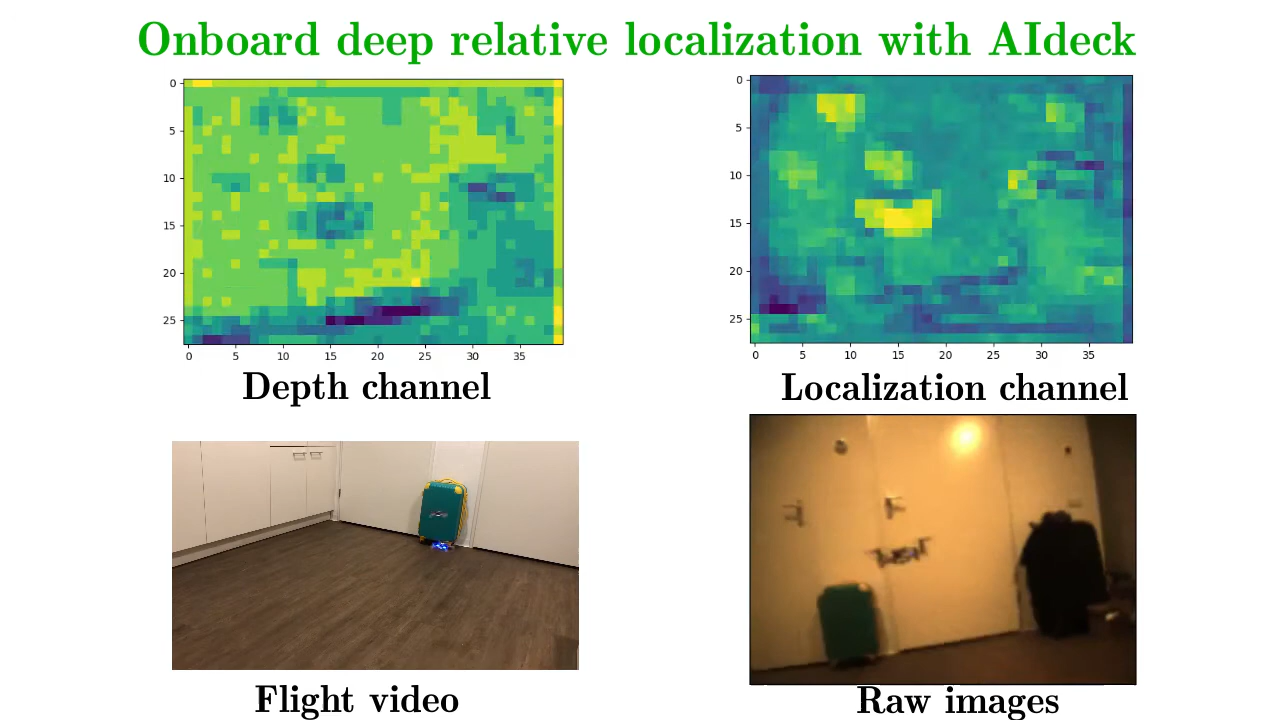 Onboard deep relative localization with AIdeck
0
5
10
15
20
25
0 5 10 15 20 25 30 35
Depth channel
0
5
10
15
20
25
0 5 10 15 20 25 30 35
Localization channel
Flight video
Raw images